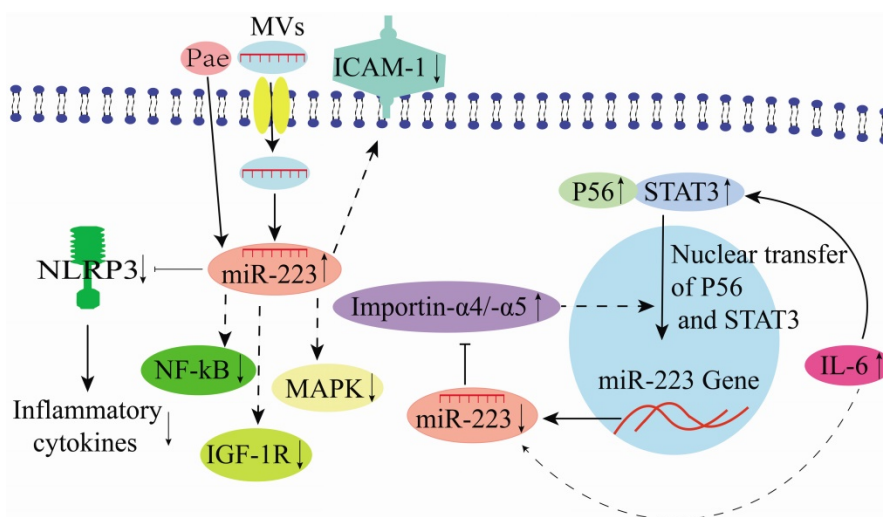 MVs
Pae
ICAM-1↓
P56↑
STAT3↑
Nuclear transfer
of P56
and STAT3
NLRP3↓
miR-223↑
Importin-α4/-α5↑
NF-kB↓
MAPK↓
miR-223 Gene
IL-6↑
miR-223↓
Inflammatory
cytokines↓
IGF-1R↓